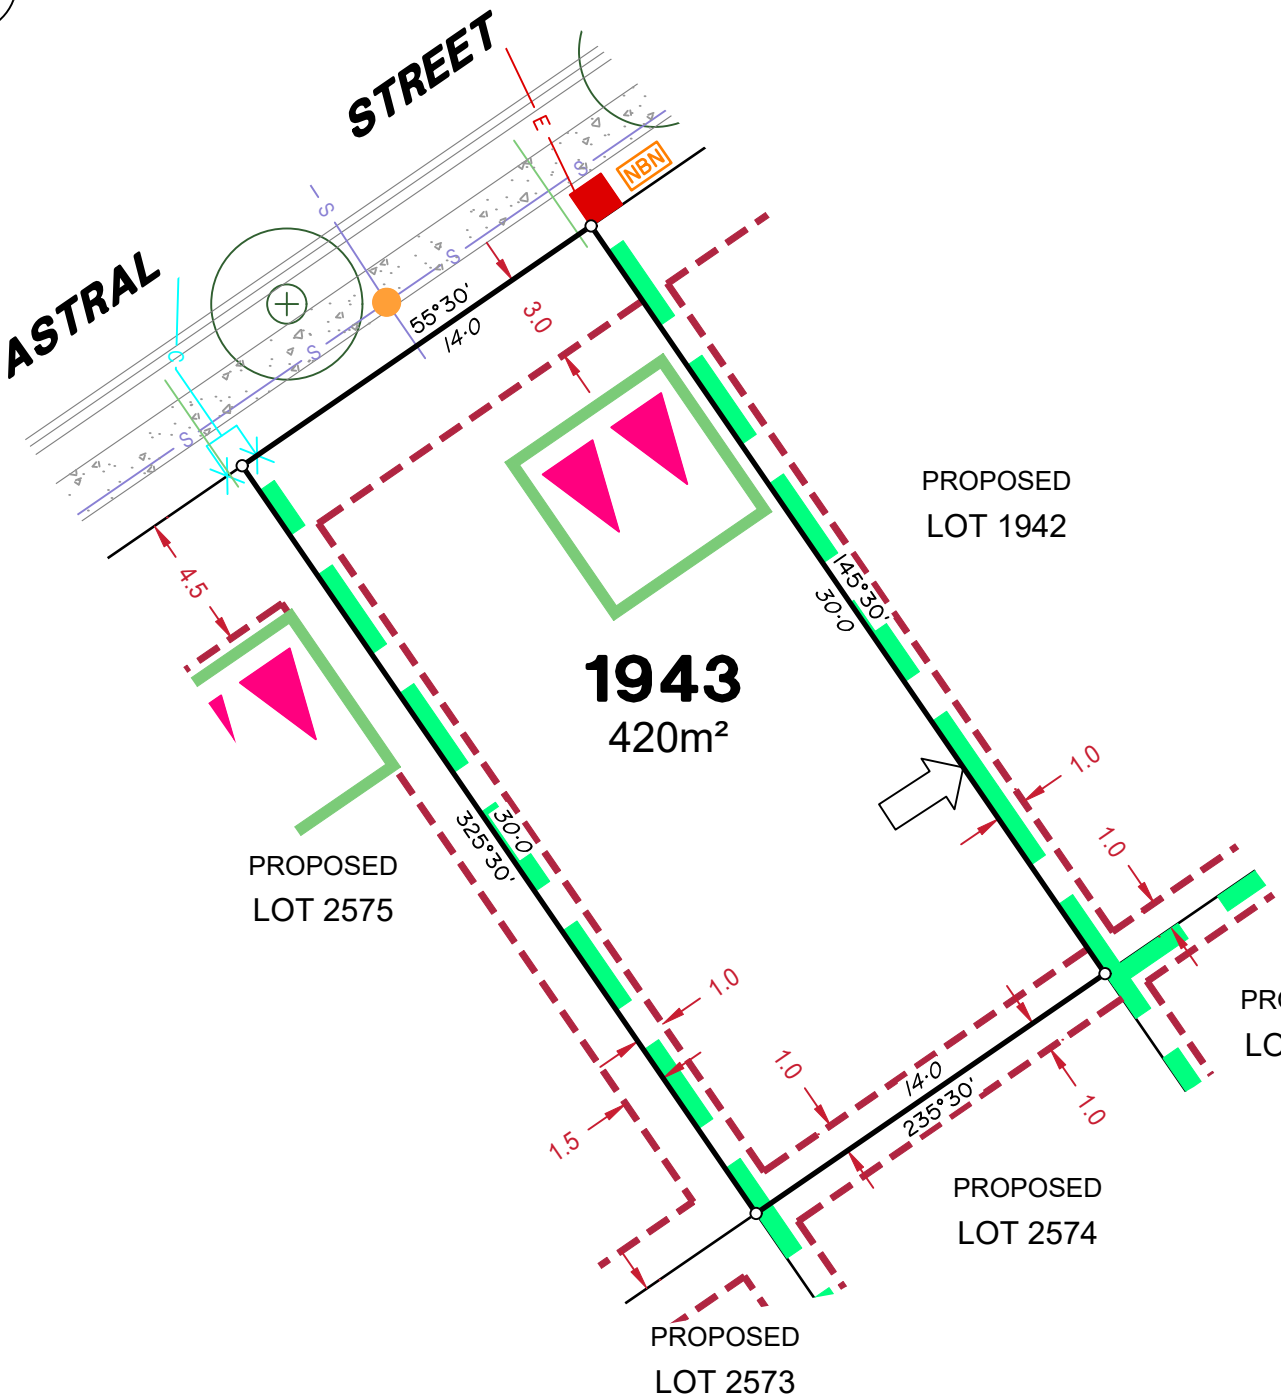 ASTRAL STREET
E
NBN
S
S
S
S
S
C
55°30'
14·0
3.0
4.5
PROPOSED
LOT 1942
145°30'
30·0
1943
420m²
1.0
1.0
30·0
325°30'
PROPOSED
LOT 2575
1.0
1.0
14·0
235°30'
1.0
1.5
PRO
LO
PROPOSED
LOT 2574
PROPOSED
LOT 2573